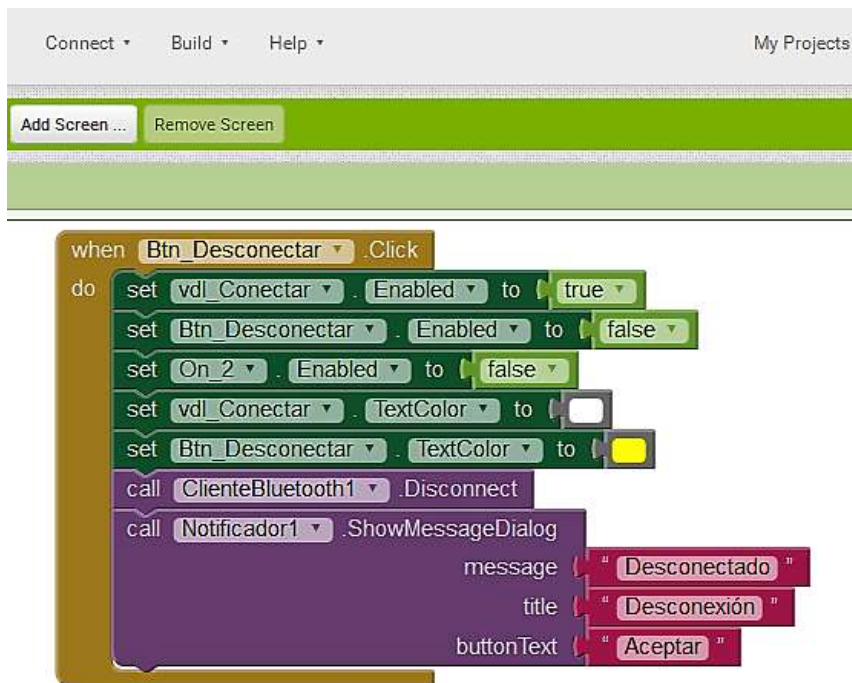 Connect ▾ Build ▾ Help ▾ My Projects
Add Screen ... Remove Screen
when Btn_Desconectar ▾ .Click
do set vdl_Conectar ▾ . Enabled ▾ to true ▾
set Btn_Desconectar ▾ . Enabled ▾ to false ▾
set On_2 ▾ . Enabled ▾ to false ▾
set vdl_Conectar ▾ . TextColor ▾ to
set Btn_Desconectar ▾ . TextColor ▾ to
call ClienteBluetooth1 ▾ .Disconnect
call Notificador1 ▾ .ShowMessageDialog
message " Desconectado "
title " Desconexión "
buttonText " Aceptar "